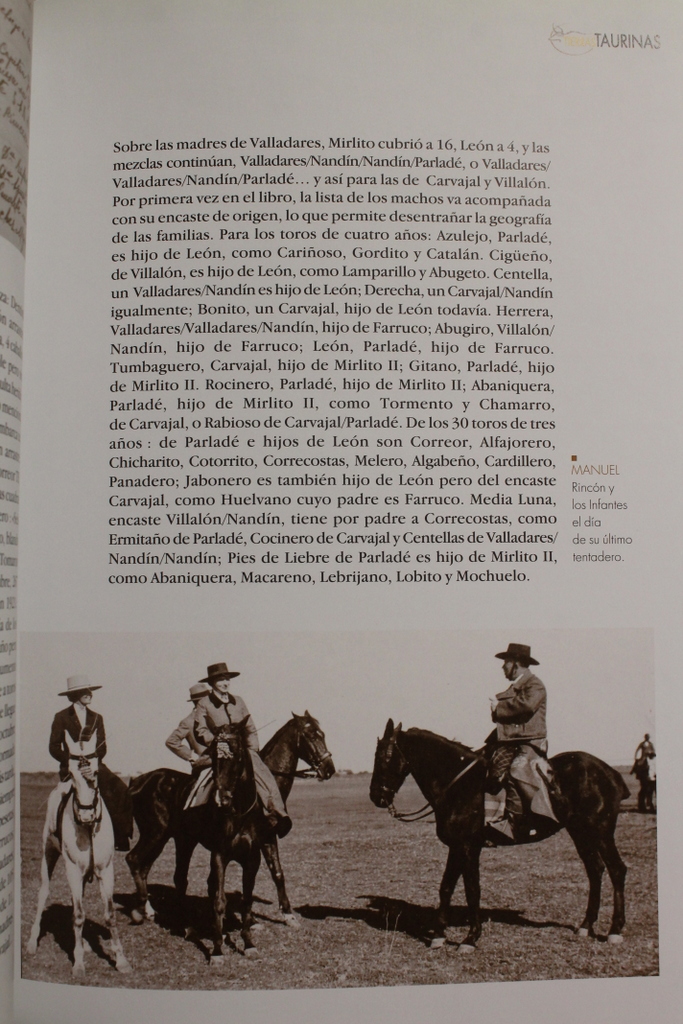 TAURINAS
Sobre las madres de Valladares, Mirlito cubrió a 16, León a 4, y las
mezclas continúan, Valladares/Nandín/Nandín/Parladé, o Valladares/
Valladares/Nandín/Parladé... y así para las de Carvajal y Villalón.
Por primera vez en el libro, la lista de los machos va acompañada
con su encaste de origen, lo que permite desentrañar la geografía
de las familias. Para los toros de cuatro años: Azulejo, Parladé,
es hijo de León, como Cariñoso, Gordito y Catalán. Cigüeño,
de Villalón, es hijo de León, como Lamparillo y Abugeto. Centella,
un Valladares/Nandín es hijo de León; Derecha, un Carvajal/Nandín
igualmente; Bonito, un Carvajal, hijo de León todavía. Herrera,
Valladares/Valladares/Nandín, hijo de Farruco; Abugiro, Villalón/
Nandín, hijo de Farruco; León, Parladé, hijo de Farruco.
Tumbaguero, Carvajal, hijo de Mirlito II; Gitano, Parladé, hijo
de Mirlito II. Rocinero, Parladé, hijo de Mirlito II; Abaniquera,
Parladé, hijo de Mirlito II, como Tormento y Chamarro,
de Carvajal, o Rabioso de Carvajal/Parladé. De los 30 toros de tres
años : de Parladé e hijos de León son Correor, Alfajorero,
Chicharito, Cotorrito, Correcostas, Melero, Algabeño, Cardillero,
Panadero; Jabonero es también hijo de León pero del encaste
Carvajal, como Huelvano cuyo padre es Farruco. Media Luna,
encaste Villalón/Nandín, tiene por padre a Correcostas, como
Ermitaño de Parladé, Cocinero de Carvajal y Centellas de Valladares/
Nandín/Nandín; Pies de Liebre de Parladé es hijo de Mirlito II,
como Abaniquera, Macareno, Lebrijano, Lobito y Mochuelo.
MANUEL
Rincón y
los Infantes
el día
de su último
tentadero.